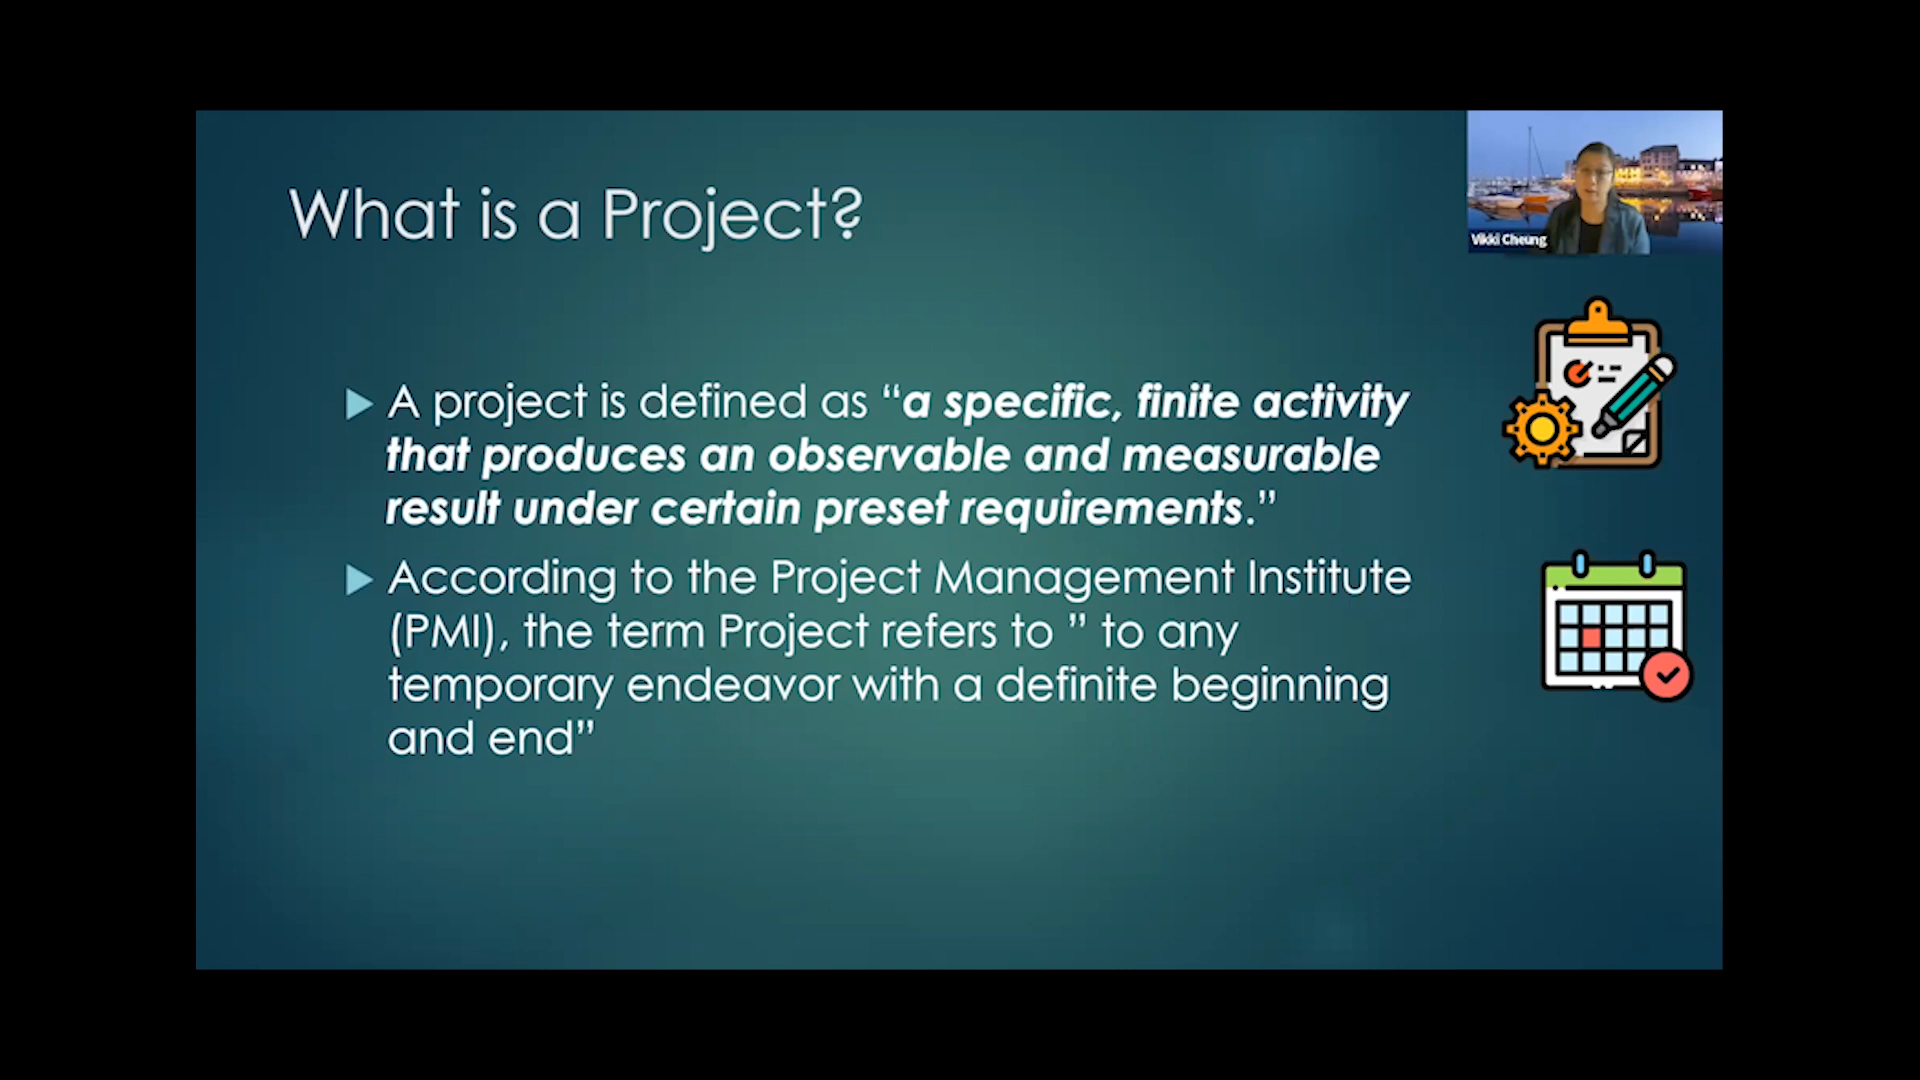 What is a Project?
Vikki Cheung
A project is defined as “a specific, finite activity
that produces an observable and measurable
result under certain preset requirements.”
According to the Project Management Institute
(PMI), the term Project refers to ” to any
temporary endeavor with a definite beginning
and end”